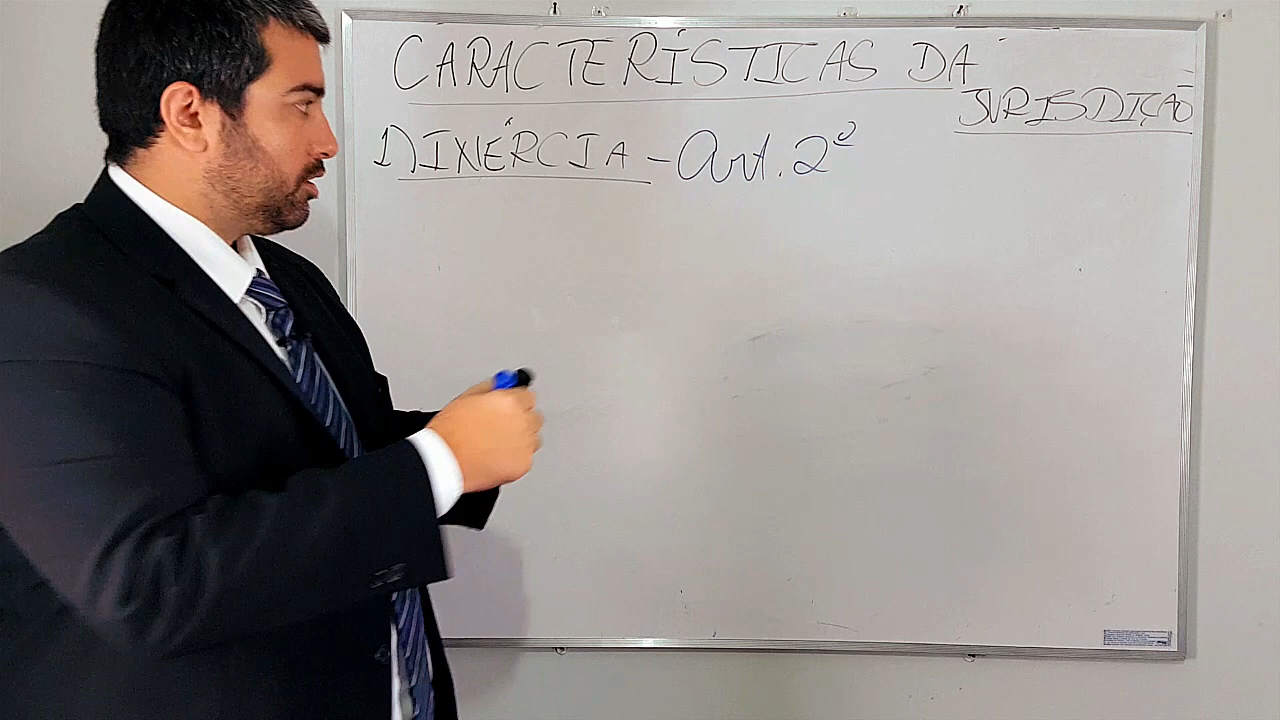 CARACTERÍSTICAS DA
JURISDIÇÃO
1) INÉRCIA - Art. 2º